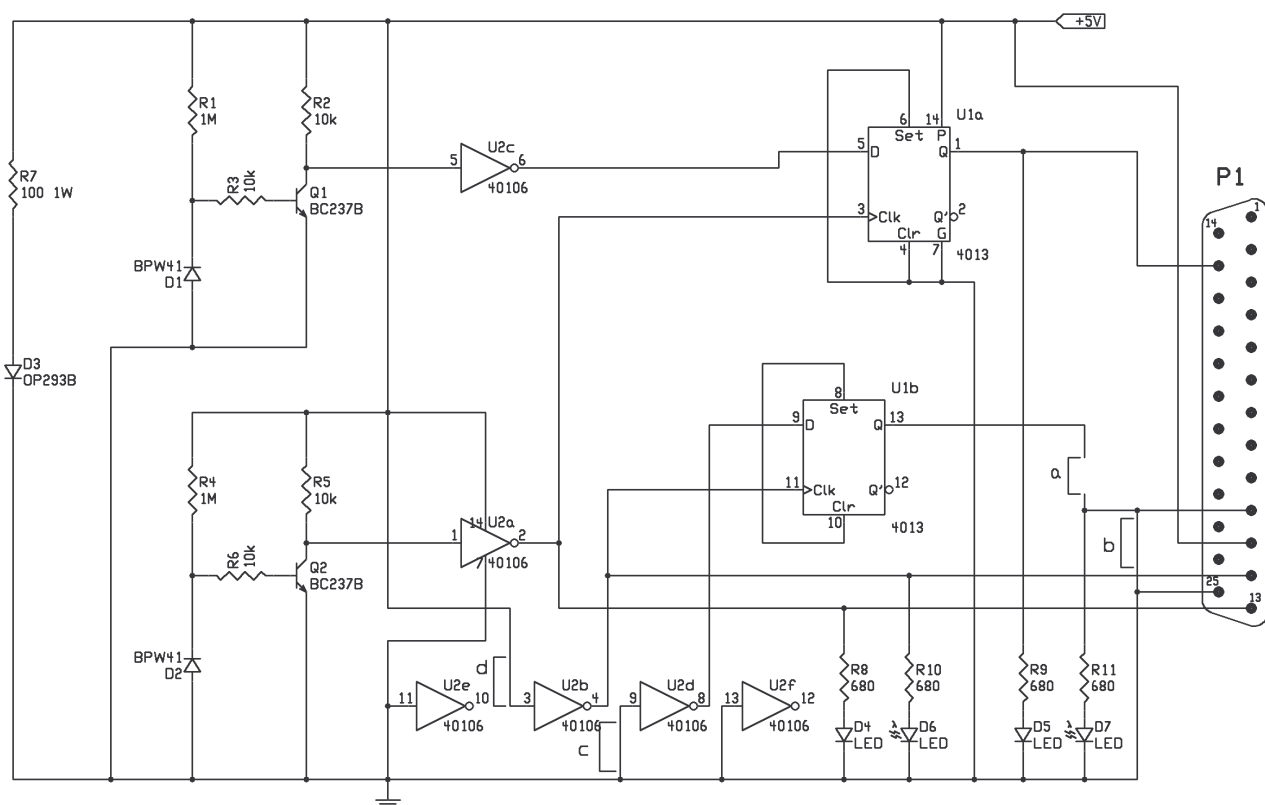 +5V
R1
1M
R2
10k
R7
100 1W
R3
10k
Q1
BC237B
BPW41
D1
D3
OP293B
5
U2c
6
40106
6
14
U1a
Set
P
5
D
Q
1
3
Clk
Q'
2
Clr
G
4
7
4013
P1
1
14
8
U1b
Set
9
D
Q
13
11
Clk
Q'
12
Clr
10
4013
a
b
25
13
R4
1M
R5
10k
R6
10k
Q2
BC237B
BPW41
D2
14
U2a
1
2
7
40106
d
11
U2e
10
40106
3
U2b
4
40106
c
9
U2d
8
40106
13
U2f
12
40106
R8
680
R10
680
R9
680
R11
680
D4
LED
D6
LED
D5
LED
D7
LED